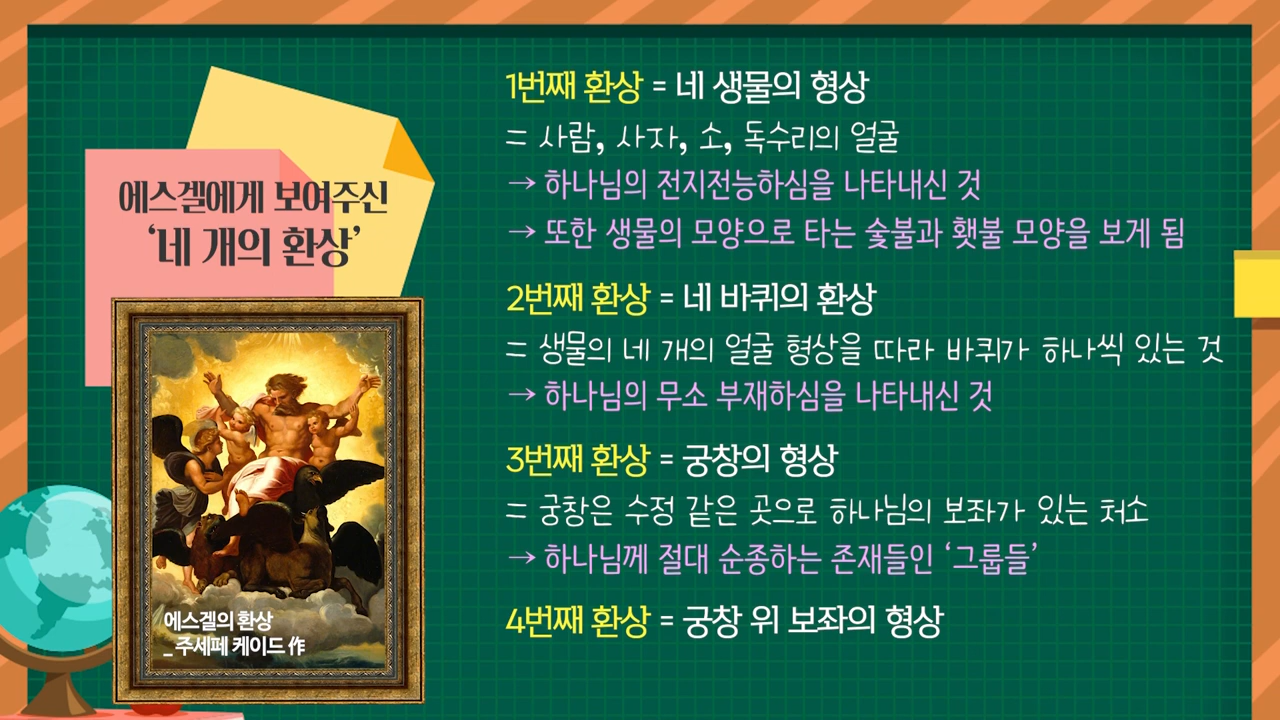 에스겔에게 보여주신
‘네 개의 환상’
에스겔의 환상
_ 주세페 케이드 作
1번째 환상 = 네 생물의 형상
= 사람, 사자, 소, 독수리의 얼굴
→ 하나님의 전지전능하심을 나타내신 것
→ 또한 생물의 모양으로 타는 숯불과 횃불 모양을 보게 됨
2번째 환상 = 네 바퀴의 환상
= 생물의 네 개의 얼굴 형상을 따라 바퀴가 하나씩 있는 것
→ 하나님의 무소 부재하심을 나타내신 것
3번째 환상 = 궁창의 형상
= 궁창은 수정 같은 곳으로 하나님의 보좌가 있는 처소
→ 하나님께 절대 순종하는 존재들인 ‘그룹들’
4번째 환상 = 궁창 위 보좌의 형상